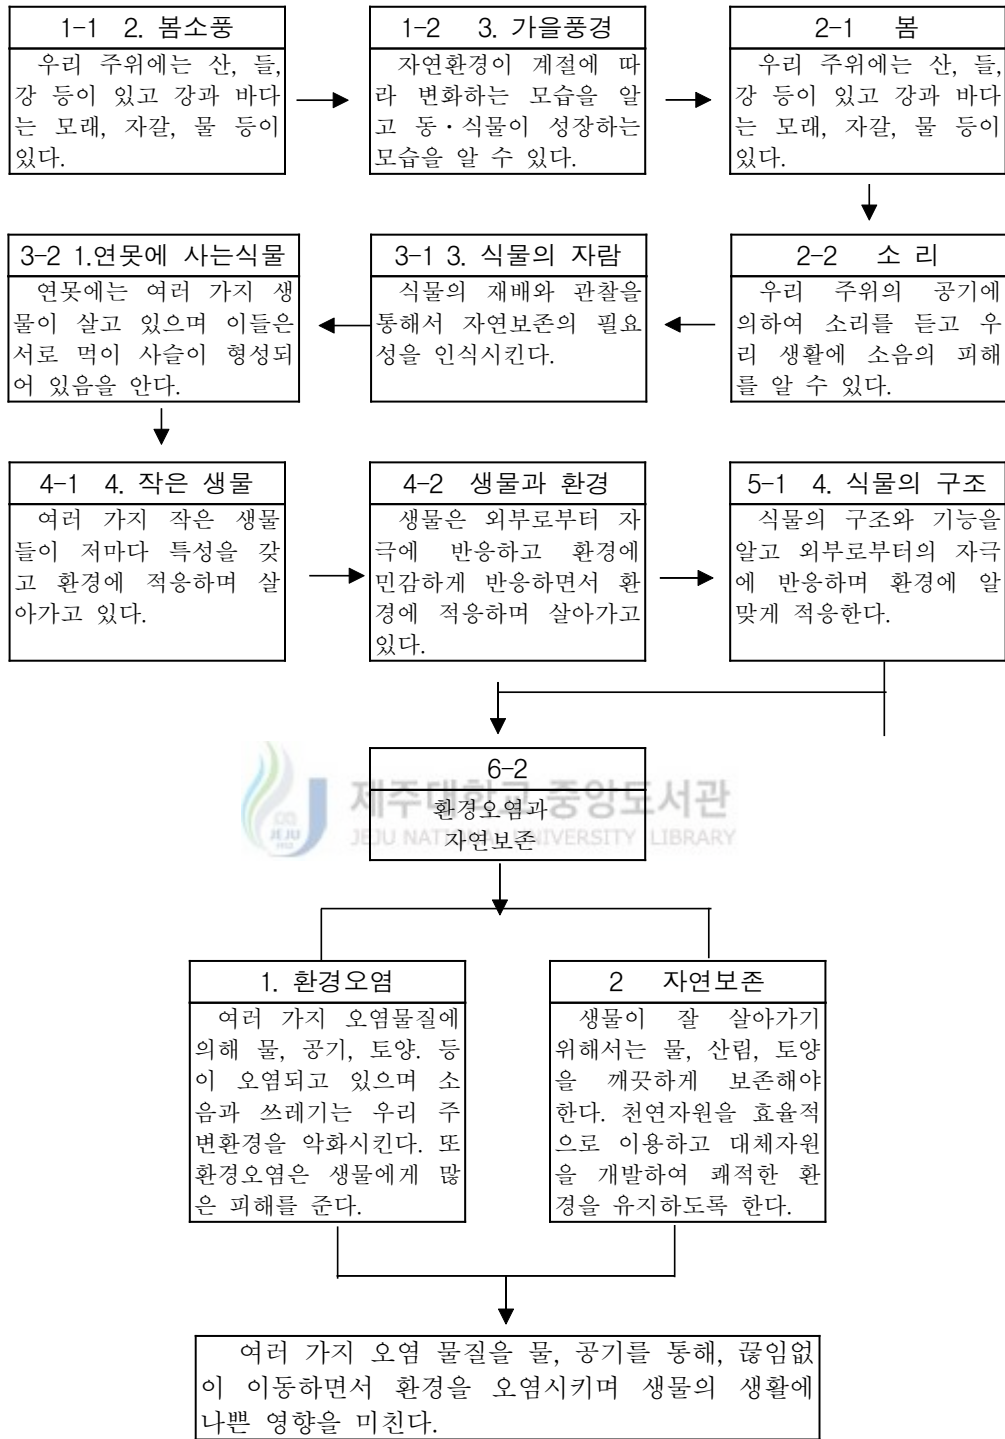 1-1 2. 봄소풍
우리 주위에는 산, 들,
강 등이 있고 강과 바다
는 모래, 자갈, 물 등이
있다.
1-2 3. 가을풍경
자연환경이 계절에 따
라 변화하는 모습을 알
고 동·식물이 성장하는
모습을 알 수 있다.
2-1 봄
우리 주위에는 산, 들,
강 등이 있고 강과 바다
는 모래, 자갈, 물 등이
있다.
2-2 소 리
우리 주위의 공기에
의하여 소리를 듣고 우
리 생활에 소음의 피해
를 알 수 있다.
3-1 3. 식물의 자람
식물의 재배와 관찰을
통해서 자연보존의 필요
성을 인식시킨다.
3-2 1.연못에 사는식물
연못에는 여러 가지 생
물이 살고 있으며 이들은
서로 먹이 사슬이 형성되
어 있음을 안다.
4-1 4. 작은 생물
여러 가지 작은 생물
들이 저마다 특성을 갖
고 환경에 적응하며 살
아가고 있다.
4-2 생물과 환경
생물은 외부로부터 자
극에 반응하고 환경에
민감하게 반응하면서 환
경에 적응하며 살아가고
있다.
5-1 4. 식물의 구조
식물의 구조와 기능을
알고 외부로부터의 자극
에 반응하며 환경에 알
맞게 적응한다.
6-2
환경오염과
자연보존
제주대학교 중앙도서관
JEJU NATIONAL UNIVERSITY LIBRARY
JEJU
1952
1. 환경오염
여러 가지 오염물질에
의해 물, 공기, 토양. 등
이 오염되고 있으며 소
음과 쓰레기는 우리 주
변환경을 악화시킨다. 또
환경오염은 생물에게 많
은 피해를 준다.
2 자연보존
생물이 잘 살아가기
위해서는 물, 산림, 토양
을 깨끗하게 보존해야
한다. 천연자원을 효율적
으로 이용하고 대체자원
을 개발하여 쾌적한 환
경을 유지하도록 한다.
여러 가지 오염 물질을 물, 공기를 통해, 끊임없
이 이동하면서 환경을 오염시키며 생물의 생활에
나쁜 영향을 미친다.